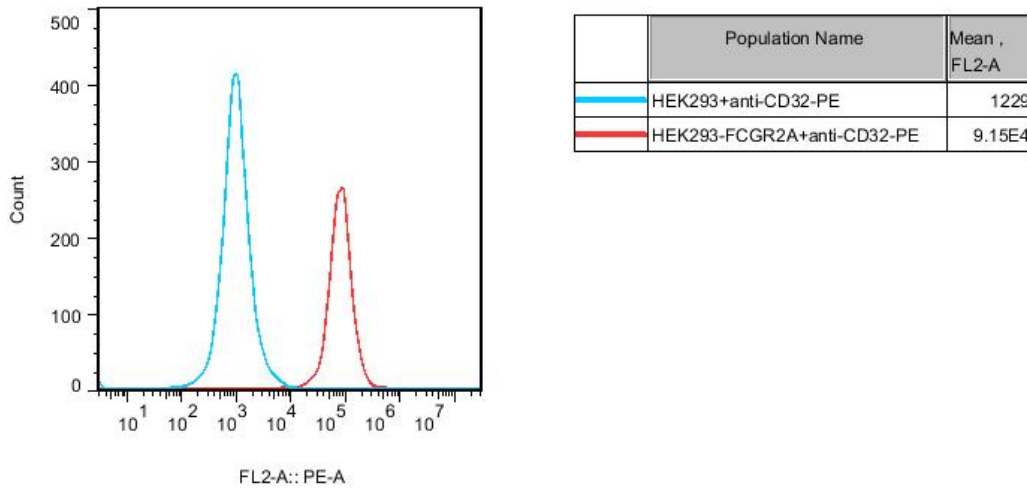 500
400
300
200
100
0
Count
10^1 10^2 10^3 10^4 10^5 10^6 10^7
FL2-A:: PE-A
Population Name Mean ,
FL2-A
HEK293+anti-CD32-PE 1229
HEK293-FCGR2A+anti-CD32-PE 9.15E4